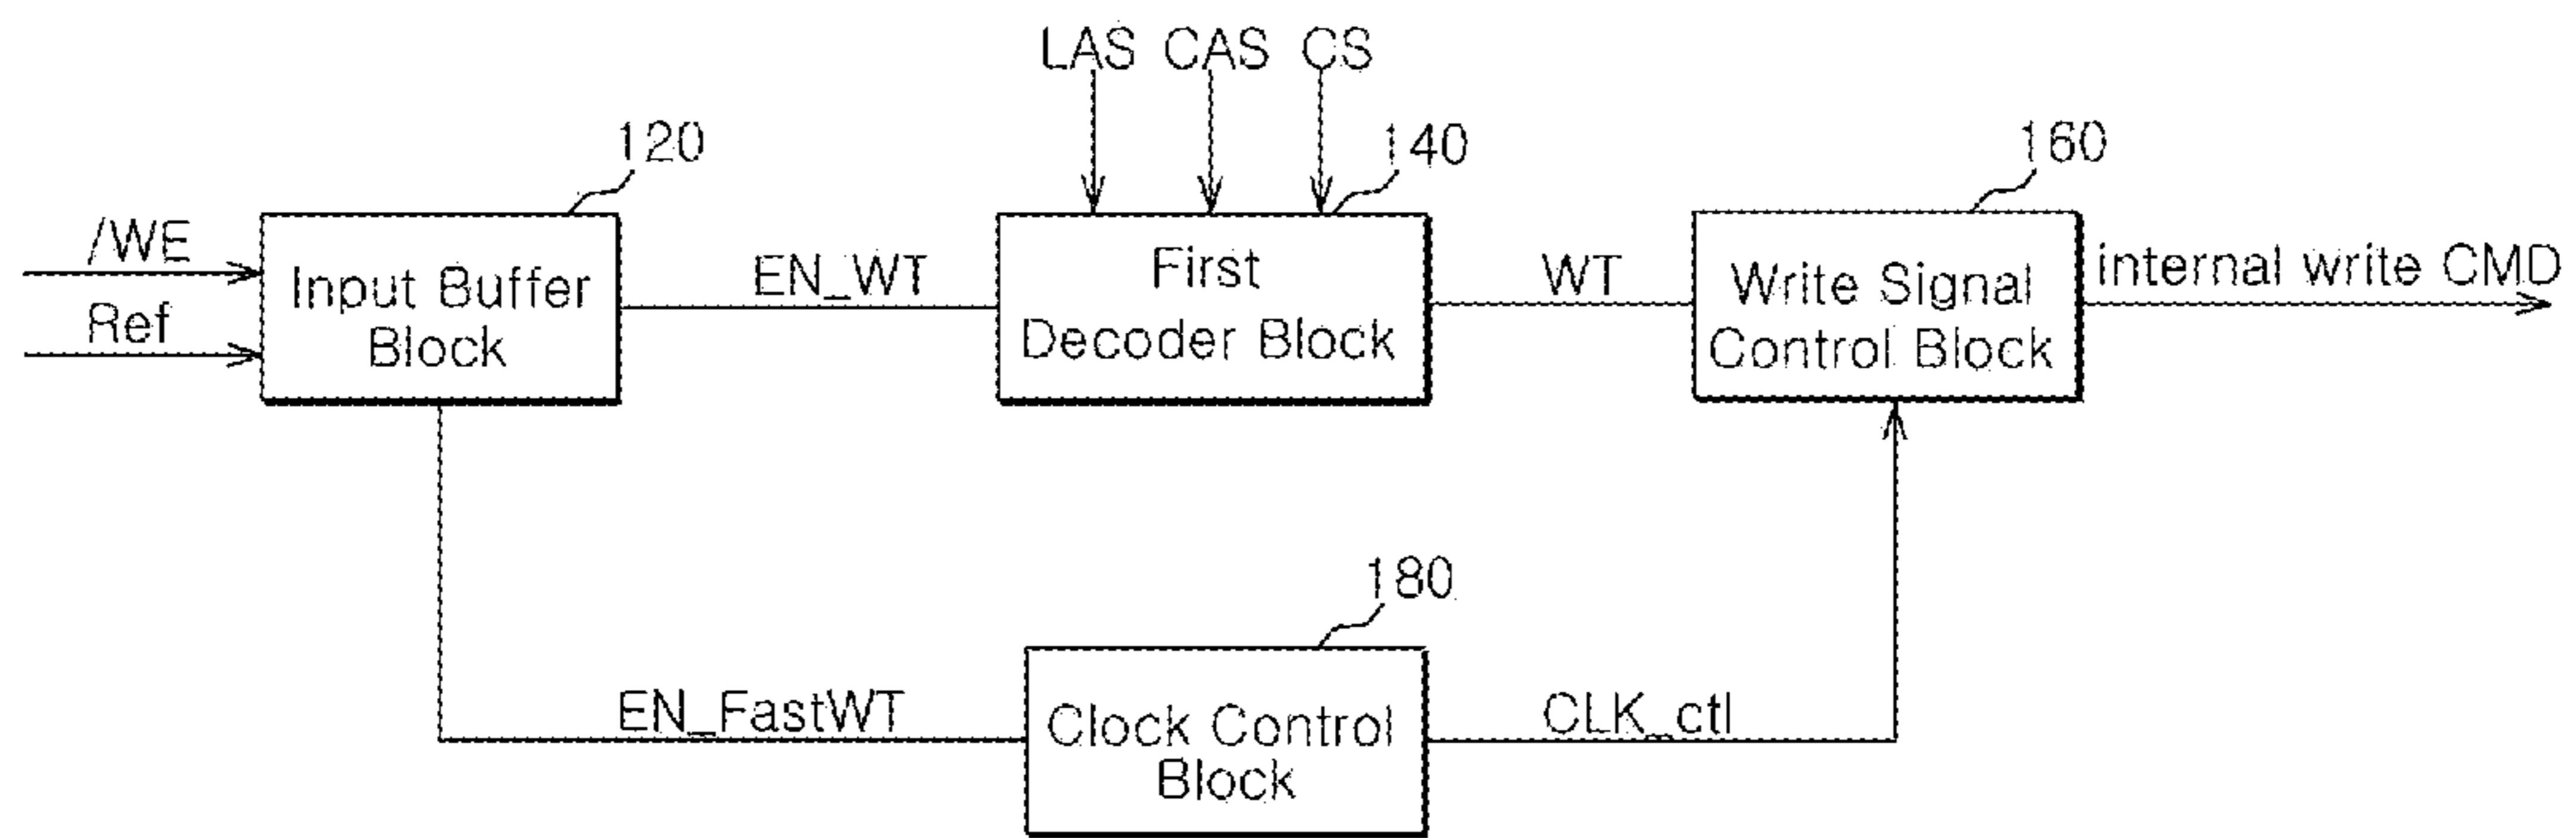 LAS CAS CS
120
140
160
/WE
Ref
Input Buffer
Block
EN_WT
First
Decoder Block
WT
Write Signal
Control Block
internal write CMD
180
EN_FastWT
Clock Control
Block
CLK_ctl